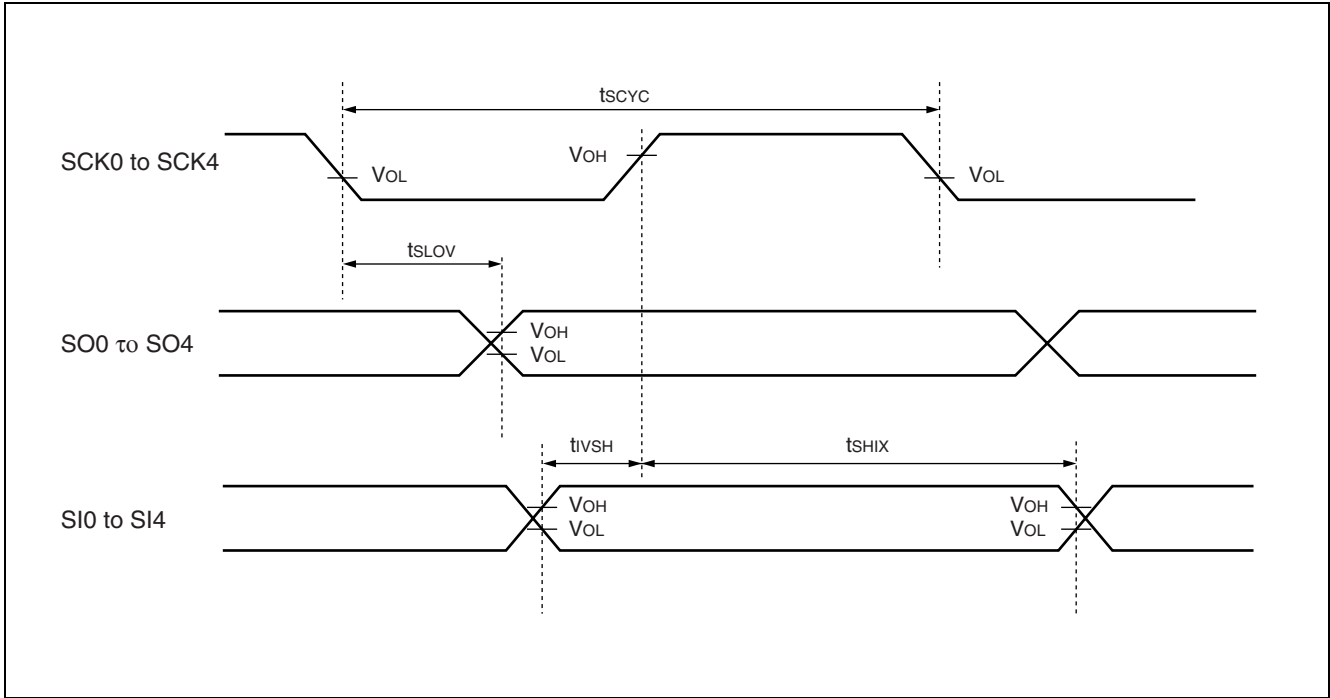 tSCYC
SCK0 to SCK4
VOL
VOH
VOL
tSLOV
SO0 το SO4
VOH
VOL
tIVSH
tSHIX
SI0 to SI4
VOH
VOL
VOH
VOL